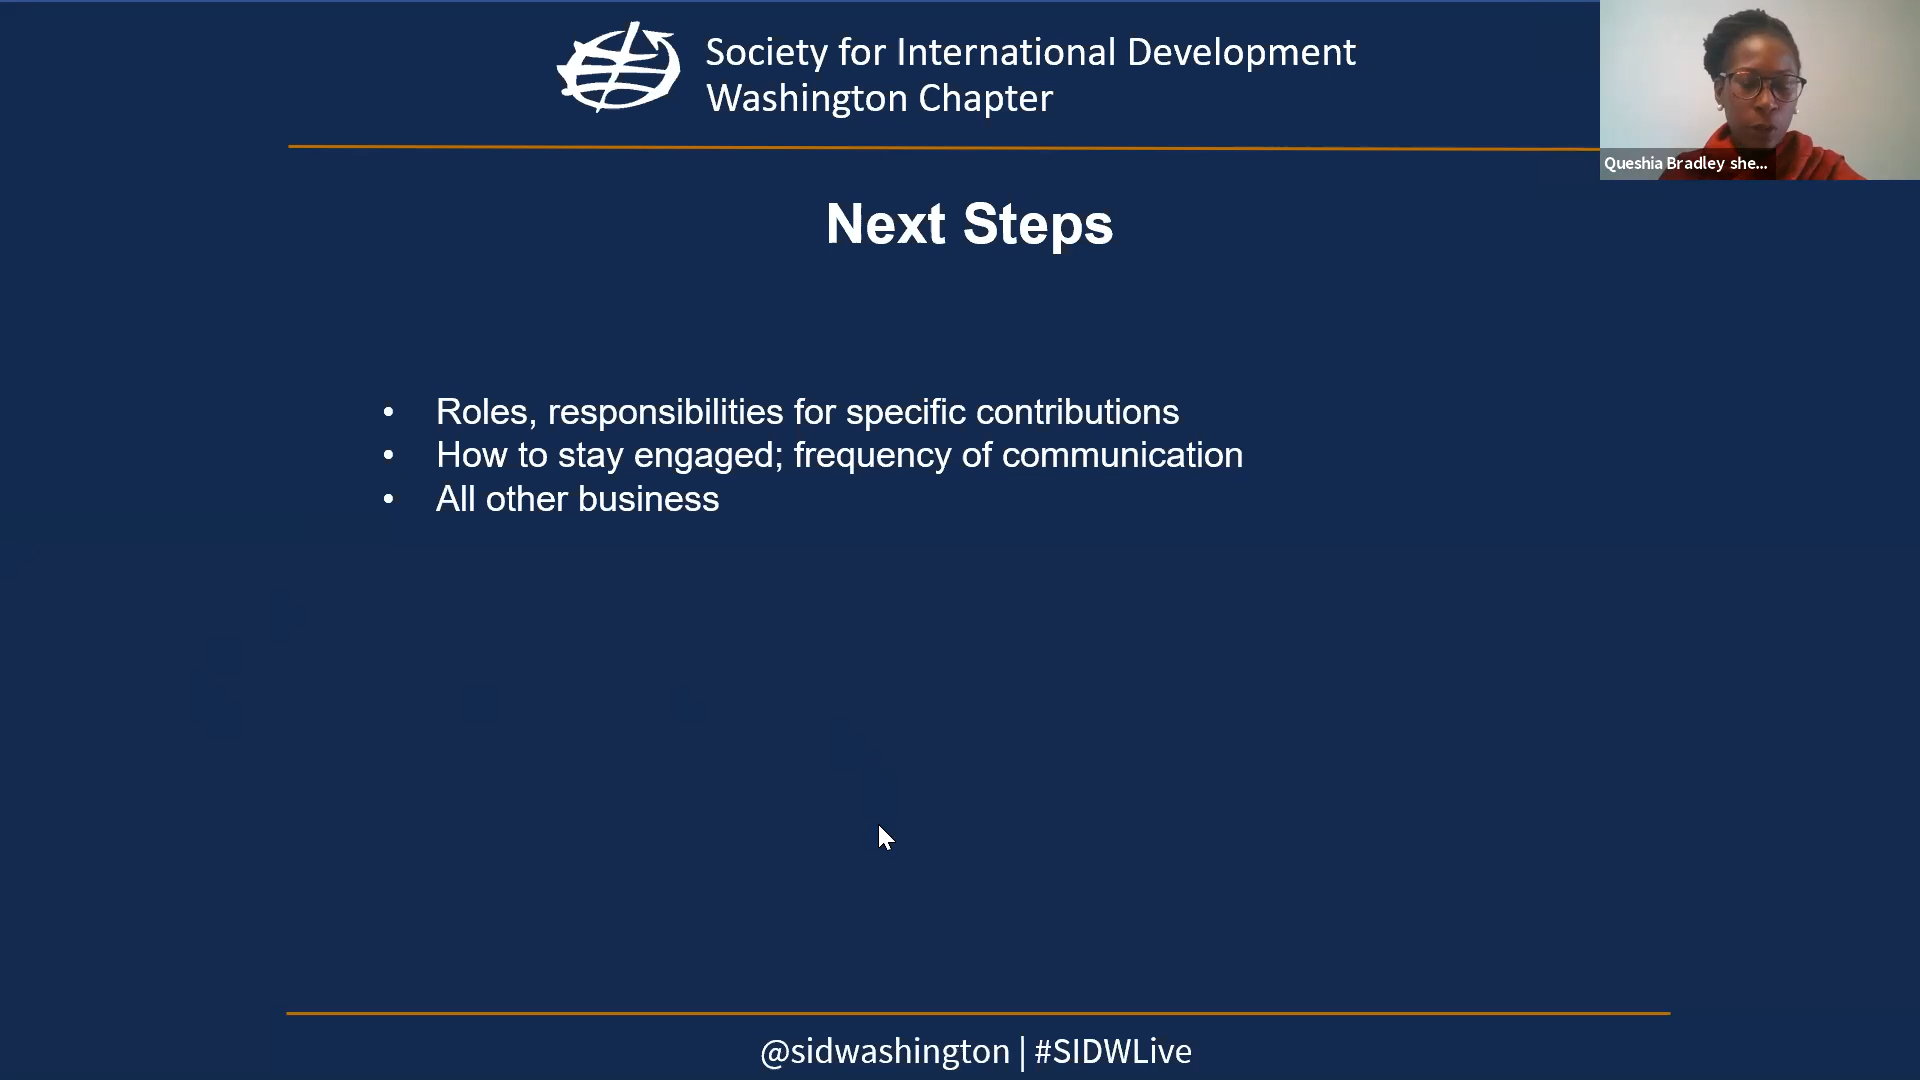 Society for International Development
Washington Chapter
Queshia Bradley she...
Next Steps
• Roles, responsibilities for specific contributions
• How to stay engaged; frequency of communication
• All other business
@sidwashington | #SIDWLive